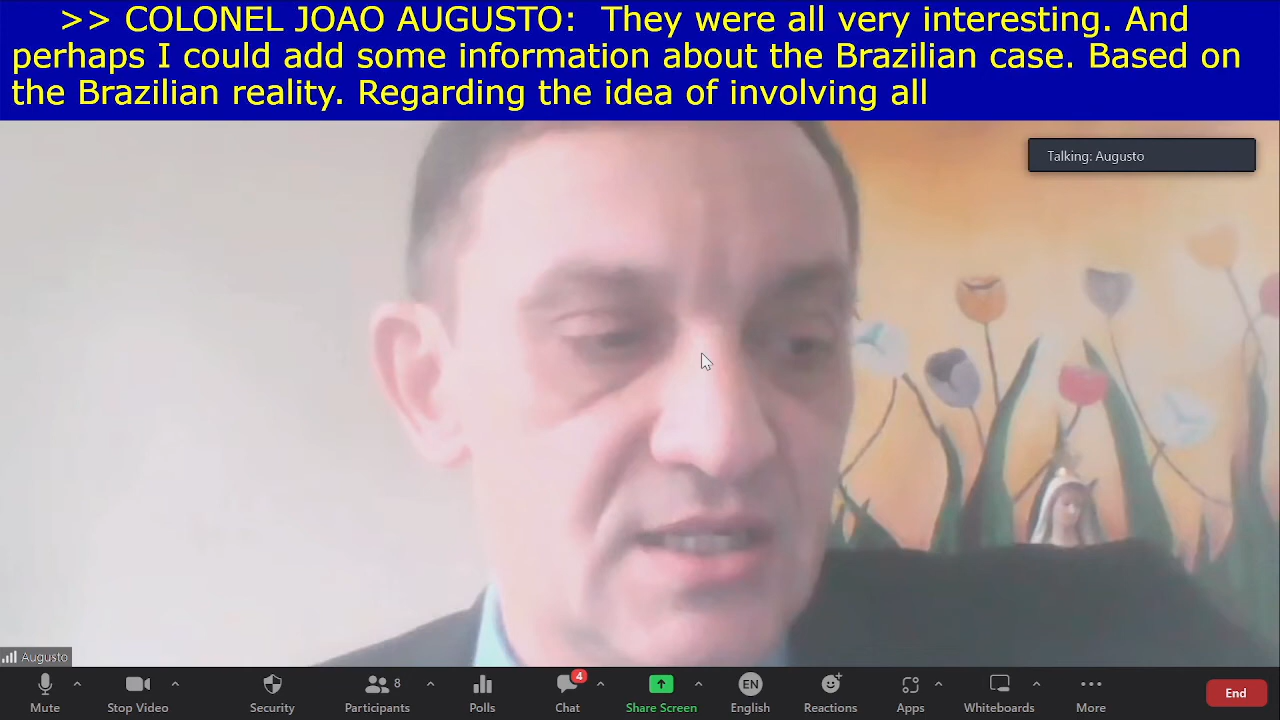 >> COLONEL JOAO AUGUSTO: They were all very interesting. And
perhaps I could add some information about the Brazilian case. Based on
the Brazilian reality. Regarding the idea of involving all
Talking: Augusto
Augusto
Mute
Stop Video
Security
8
Participants
Polls
4
Chat
Share Screen
EN
English
Reactions
Apps
Whiteboards
More
End